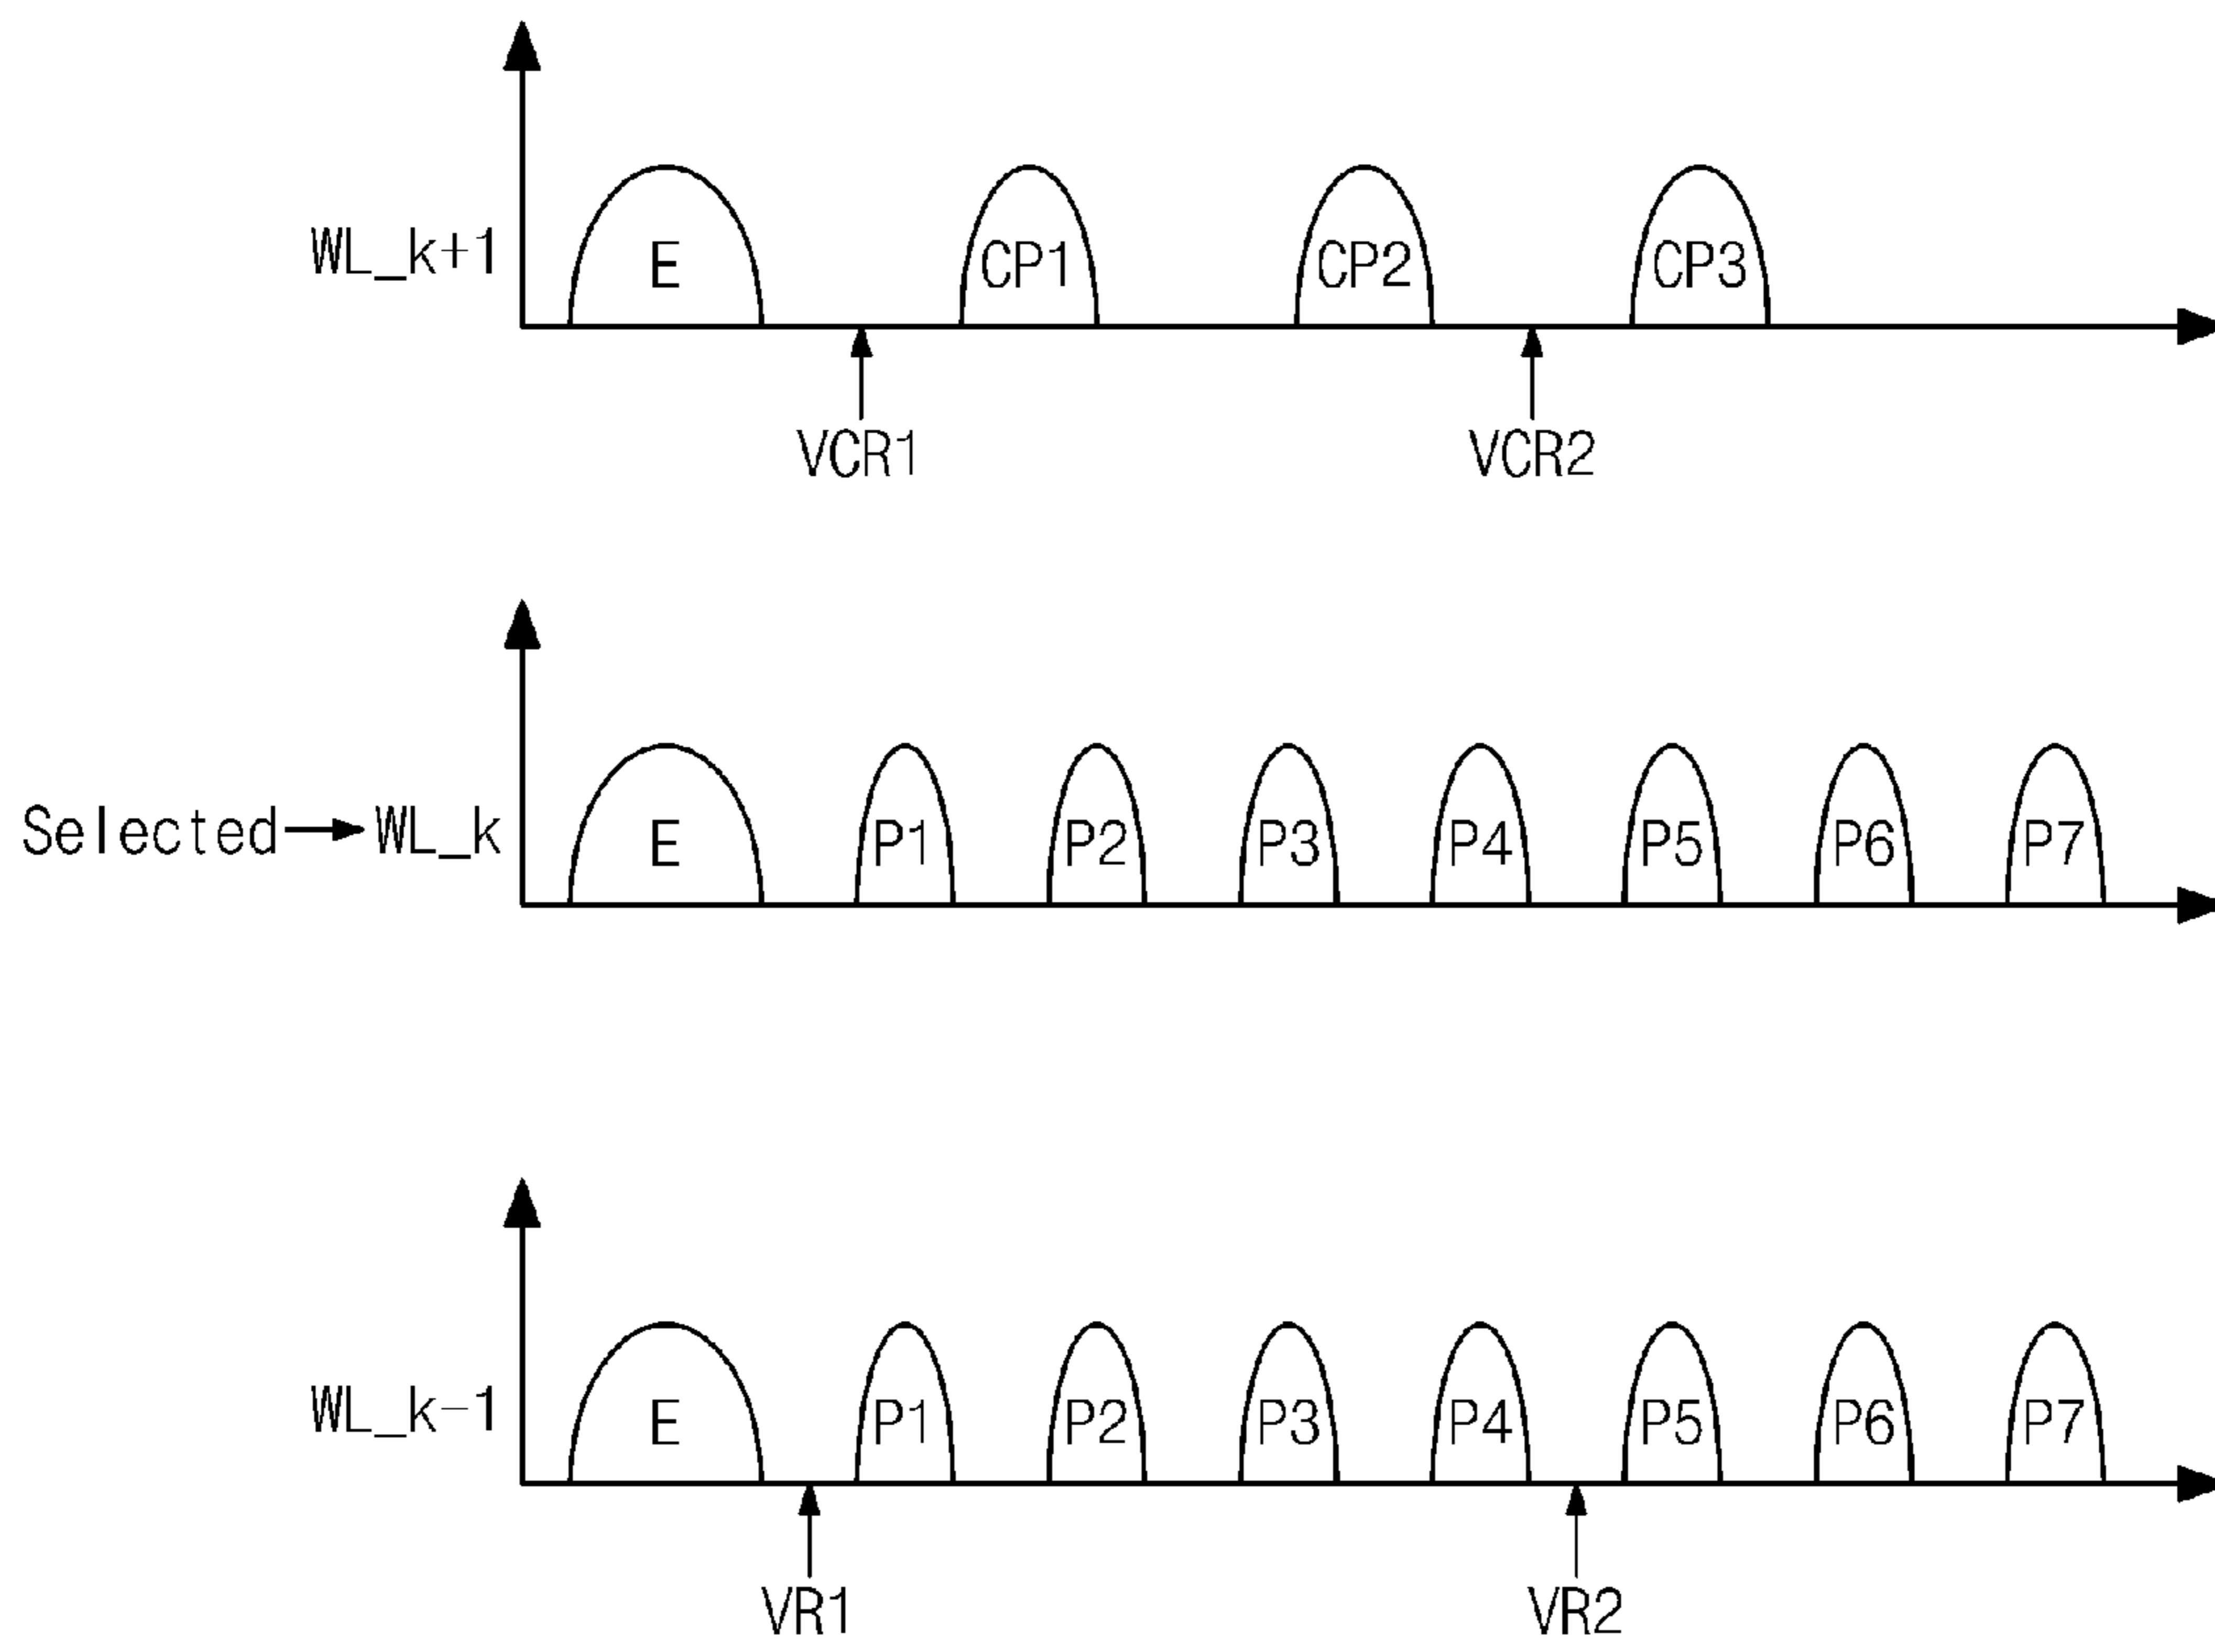 WL_k+1 E CP1 CP2 CP3
VCR1 VCR2
Selected WL_k E P1 P2 P3 P4 P5 P6 P7
WL_k-1 E P1 P2 P3 P4 P5 P6 P7
VR1 VR2